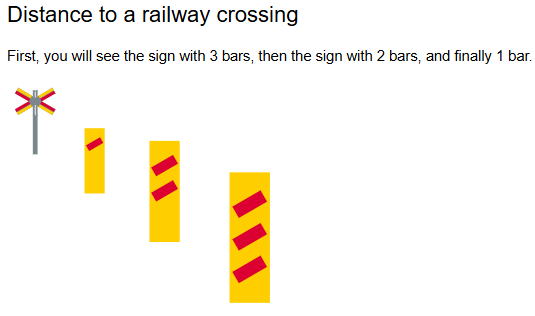 Distance to a railway crossing
First, you will see the sign with 3 bars, then the sign with 2 bars, and finally 1 bar.